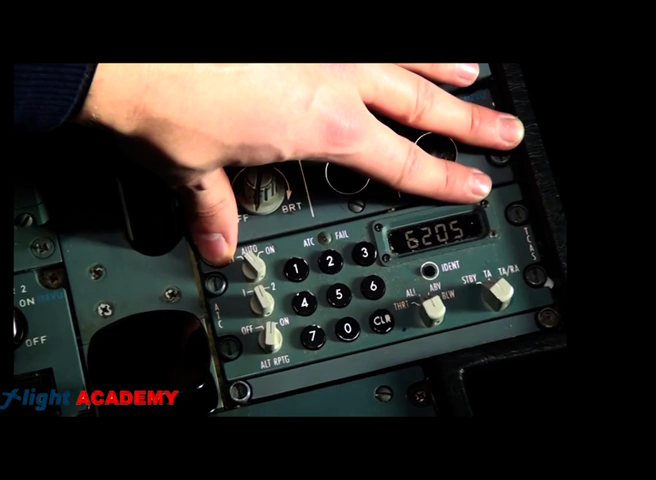 FF
BRT
AUTO
ON
ATC
FAIL
6205
1 2 3
IDENT
TCAS
1
2
4 5 6
ATC
THRT
ALL
ABV
BLW
STBY
TA
TA/RA
OFF
ON
7 0 CLR
ALT RPTG
2
ON
OFF
f-light ACADEMY